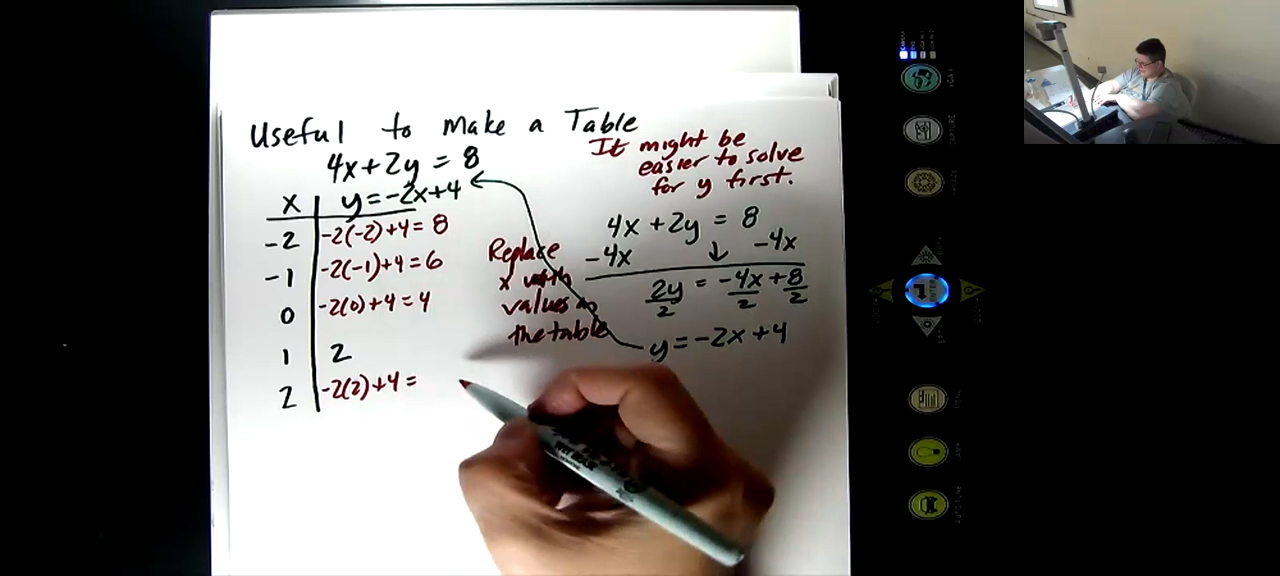 Useful to Make a Table
4x+2y = 8
It might be
easier to solve
for y first.
x
y=-2x+4
-2
-2(-2)+4=8
-1
-2(-1)+4=6
0
-2(0)+4=4
1
2
2
-2(2)+4=
Replace
x with
values in
the table
4x+2y = 8
-4x
-4x
2y = -4x + 8
2
2
2
y=-2x+4